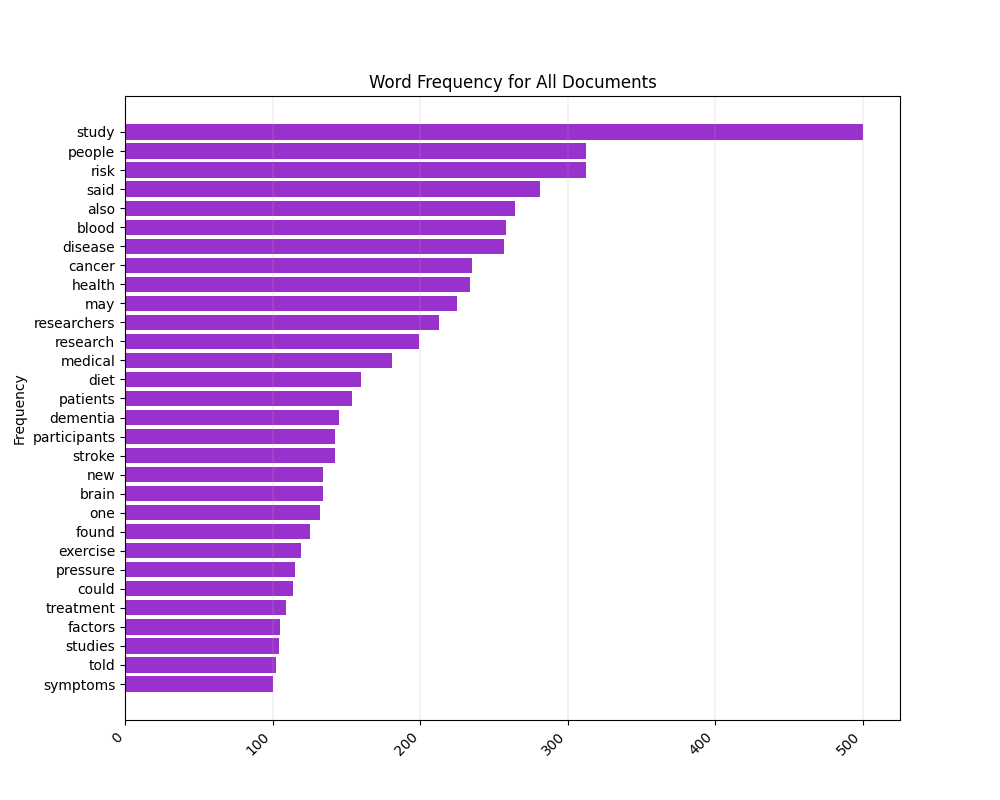 Word Frequency for All Documents
study
people
risk
said
also
blood
disease
cancer
health
may
researchers
research
medical
diet
patients
dementia
participants
stroke
new
brain
one
found
exercise
pressure
could
treatment
factors
studies
told
symptoms
Frequency
0
100
200
300
400
500